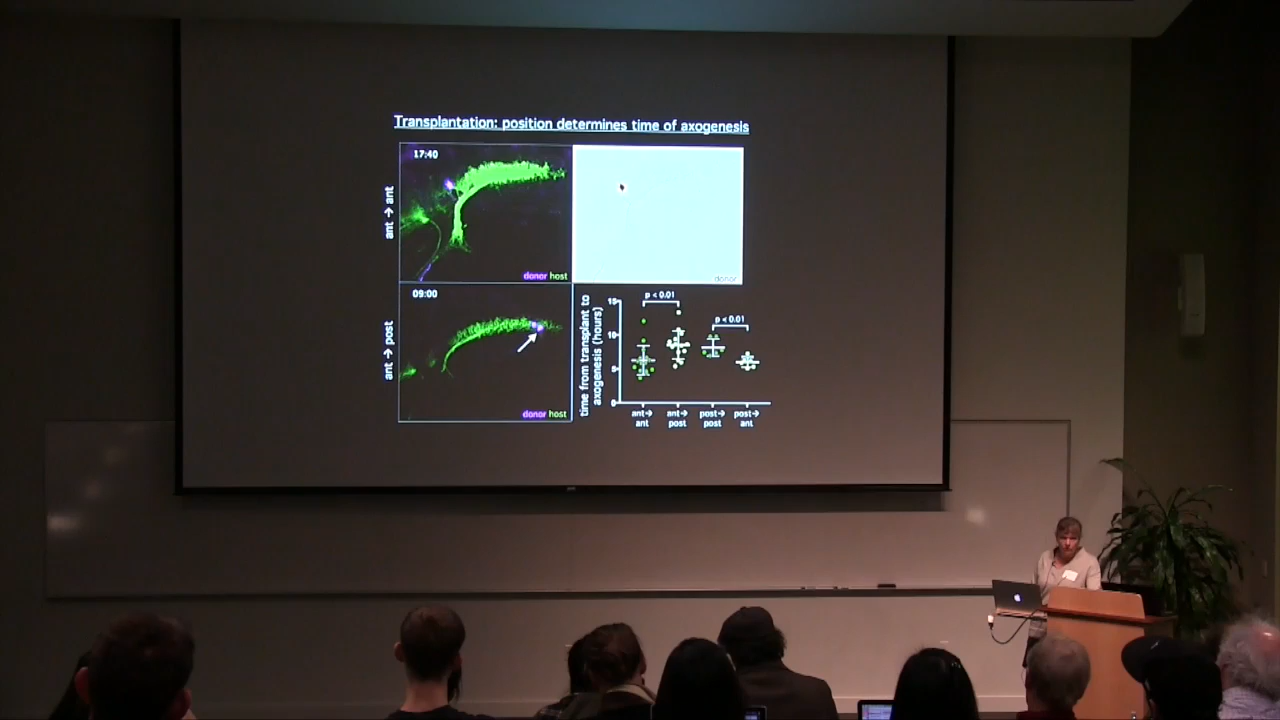 Transplantation: position determines time of axogenesis
17:40
ant → ant
donor host
donor
09:00
ant → post
donor host
time from transplant to
axogenesis (hours)
15
10
5
0
p < 0.01
p < 0.01
ant→ ant
ant→ post
post→ post
post→ ant